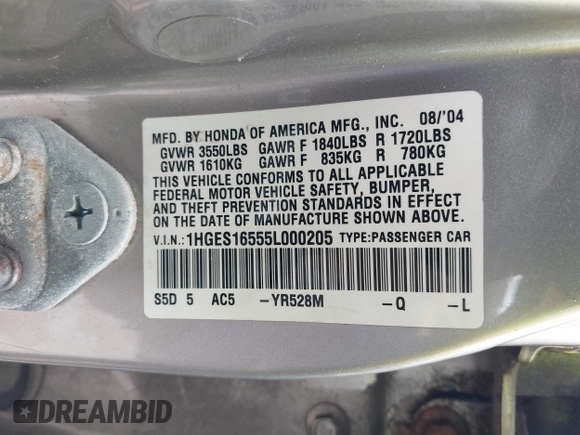 MFD. BY HONDA OF AMERICA MFG., INC. 08/'04
GVWR 3550LBS GAWR F 1840LBS R 1720LBS
GVWR 1610KG GAWR F 835KG R 780KG
THIS VEHICLE CONFORMS TO ALL APPLICABLE
FEDERAL MOTOR VEHICLE SAFETY, BUMPER,
AND THEFT PREVENTION STANDARDS IN EFFECT
ON THE DATE OF MANUFACTURE SHOWN ABOVE.
V.I.N.: 1HGES16555L000205 TYPE:PASSENGER CAR
S5D 5 AC5 -YR528M -Q -L
DREAMBID